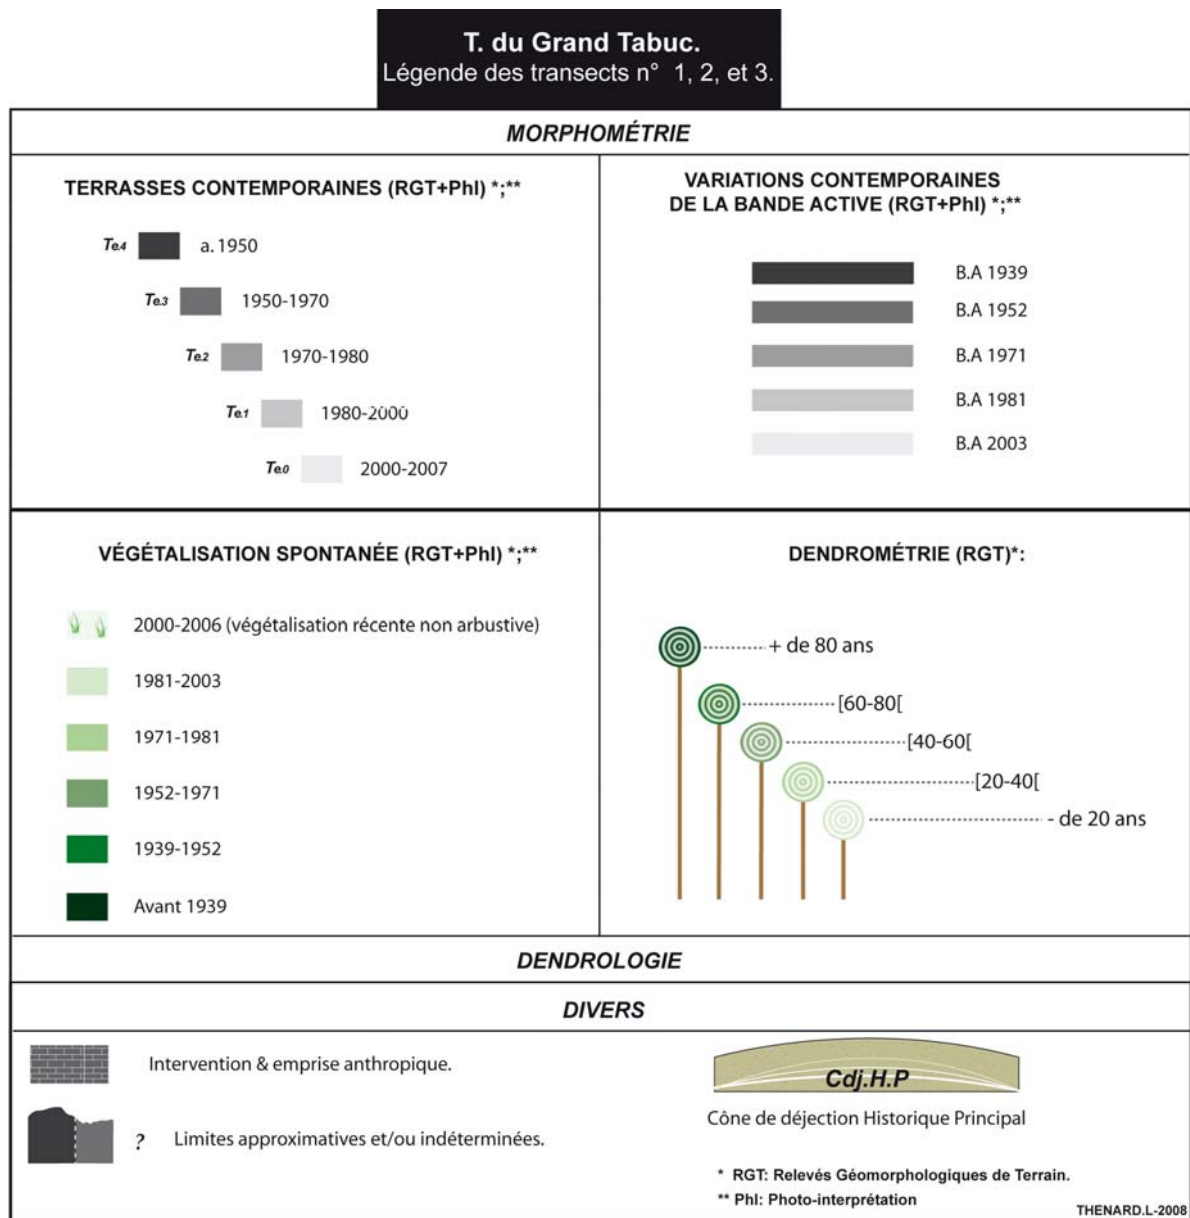 T. du Grand Tabuc.
Légende des transects n° 1, 2, et 3.
MORPHOMÉTRIE
TERRASSES CONTEMPORAINES (RGT+PhI) *;**
Te.4 a. 1950
Te.3 1950-1970
Te.2 1970-1980
Te.1 1980-2000
Te.0 2000-2007
VARIATIONS CONTEMPORAINES
DE LA BANDE ACTIVE (RGT+PhI) *;**
B.A 1939
B.A 1952
B.A 1971
B.A 1981
B.A 2003
VÉGÉTALISATION SPONTANÉE (RGT+PhI) *;**
2000-2006 (végétalisation récente non arbustive)
1981-2003
1971-1981
1952-1971
1939-1952
Avant 1939
DENDROMÉTRIE (RGT)*:
+ de 80 ans
[60-80[
[40-60[
[20-40[
- de 20 ans
DENDROLOGIE
DIVERS
Intervention & emprise anthropique.
? Limites approximatives et/ou indéterminées.
Cdj.H.P
Cône de déjection Historique Principal
* RGT: Relevés Géomorphologiques de Terrain.
** PhI: Photo-interprétation
THENARD.L-2008